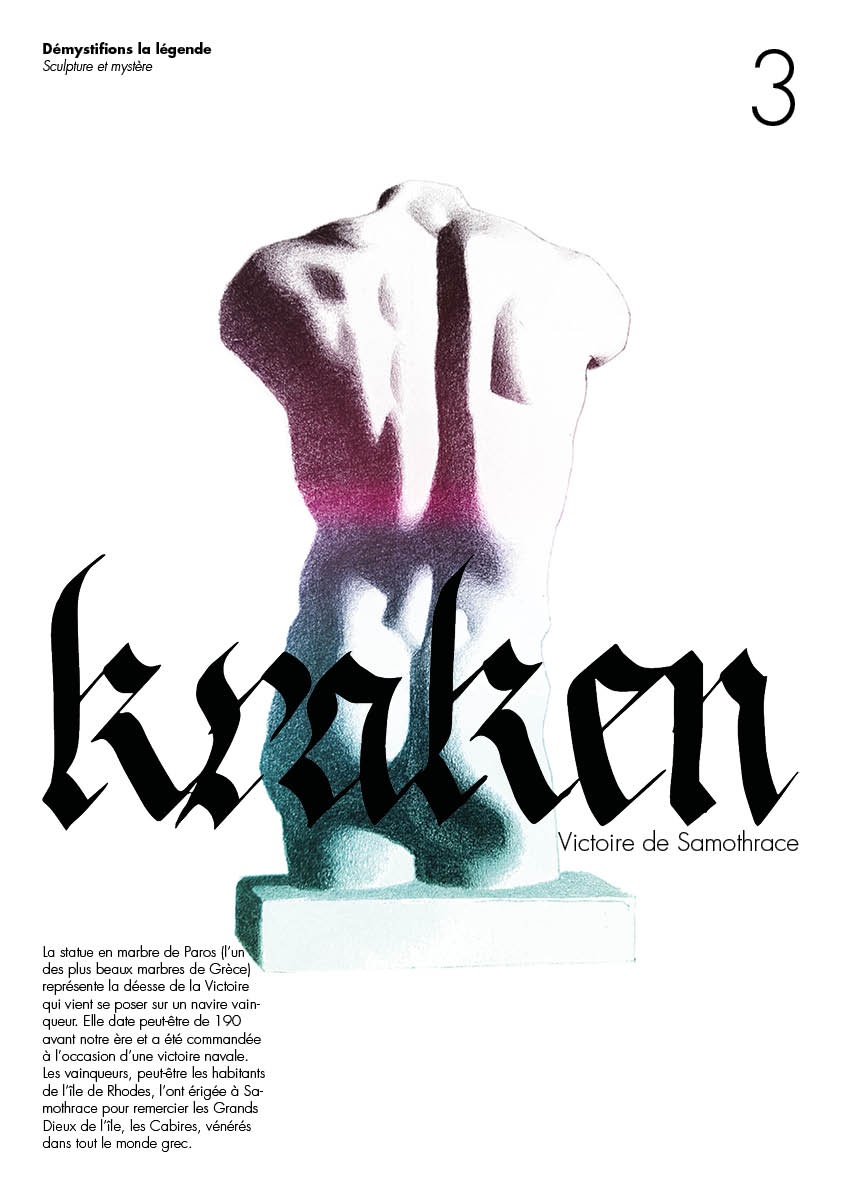 Démystifions la légende
Sculpture et mystère
3
kraken
Victoire de Samothrace
La statue en marbre de Paros (l'un
des plus beaux marbres de Grèce)
représente la déesse de la Victoire
qui vient se poser sur un navire vain-
queur. Elle date peut-être de 190
avant notre ère et a été commandée
à l'occasion d'une victoire navale.
Les vainqueurs, peut-être les habitants
de l'île de Rhodes, l'ont érigée à Sa-
mothrace pour remercier les Grands
Dieux de l'île, les Cabires, vénérés
dans tout le monde grec.